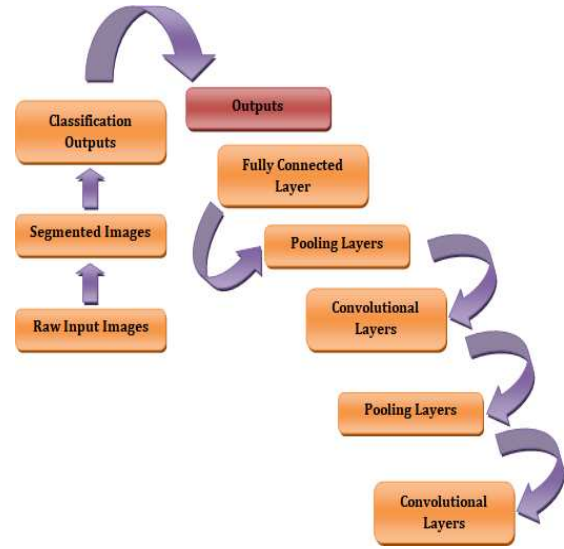 Classification
Outputs
Segmented Images
Raw Input Images
Outputs
Fully Connected
Layer
Pooling Layers
Convolutional
Layers
Pooling Layers
Convolutional
Layers